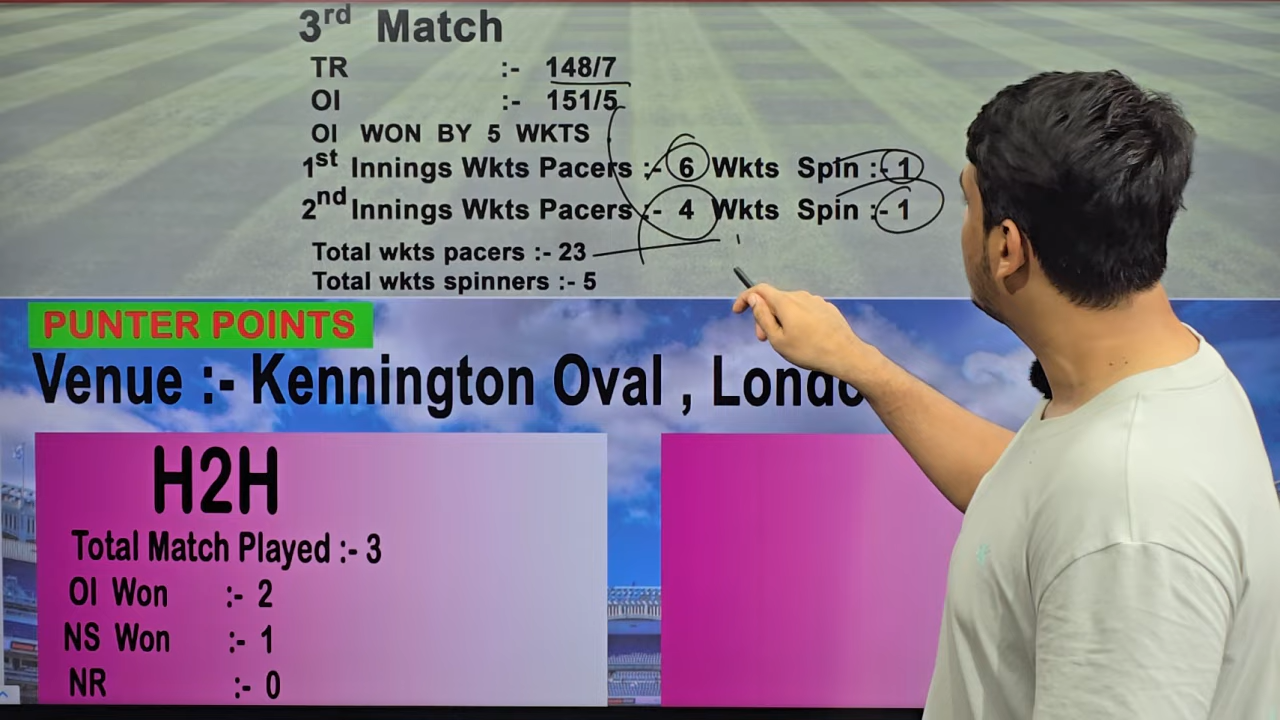 3rd Match
TR :- 148/7
OI :- 151/5
OI WON BY 5 WKTS
1st Innings Wkts Pacers :- 6 Wkts Spin :- 1
2nd Innings Wkts Pacers :- 4 Wkts Spin :- 1
Total wkts pacers :- 23
Total wkts spinners :- 5
PUNTER POINTS
Venue :- Kennington Oval , Londo
H2H
Total Match Played :- 3
OI Won :- 2
NS Won :- 1
NR :- 0